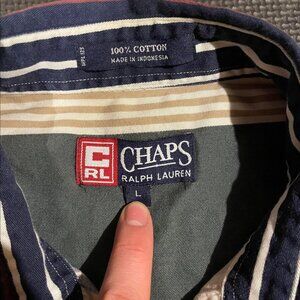 100% COTTON
MADE IN INDONESIA
C
RL
CHAPS
RALPH LAUREN
L